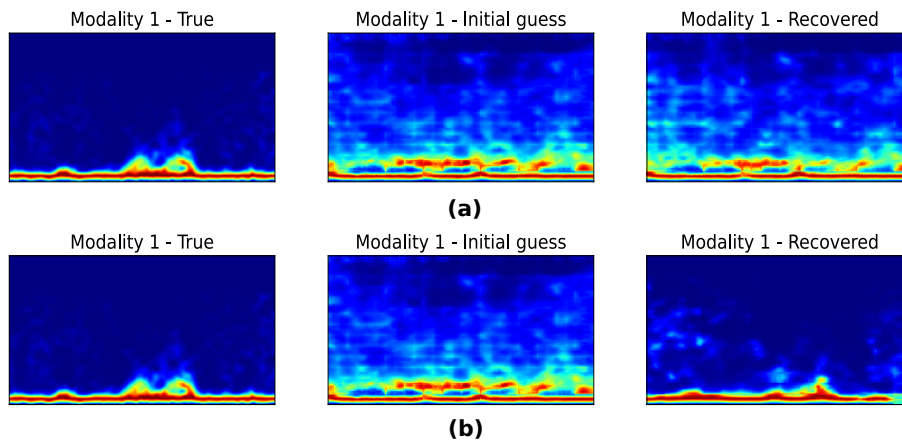 Modality 1 - True
Modality 1 - Initial guess
Modality 1 - Recovered
(a)
Modality 1 - True
Modality 1 - Initial guess
Modality 1 - Recovered
(b)